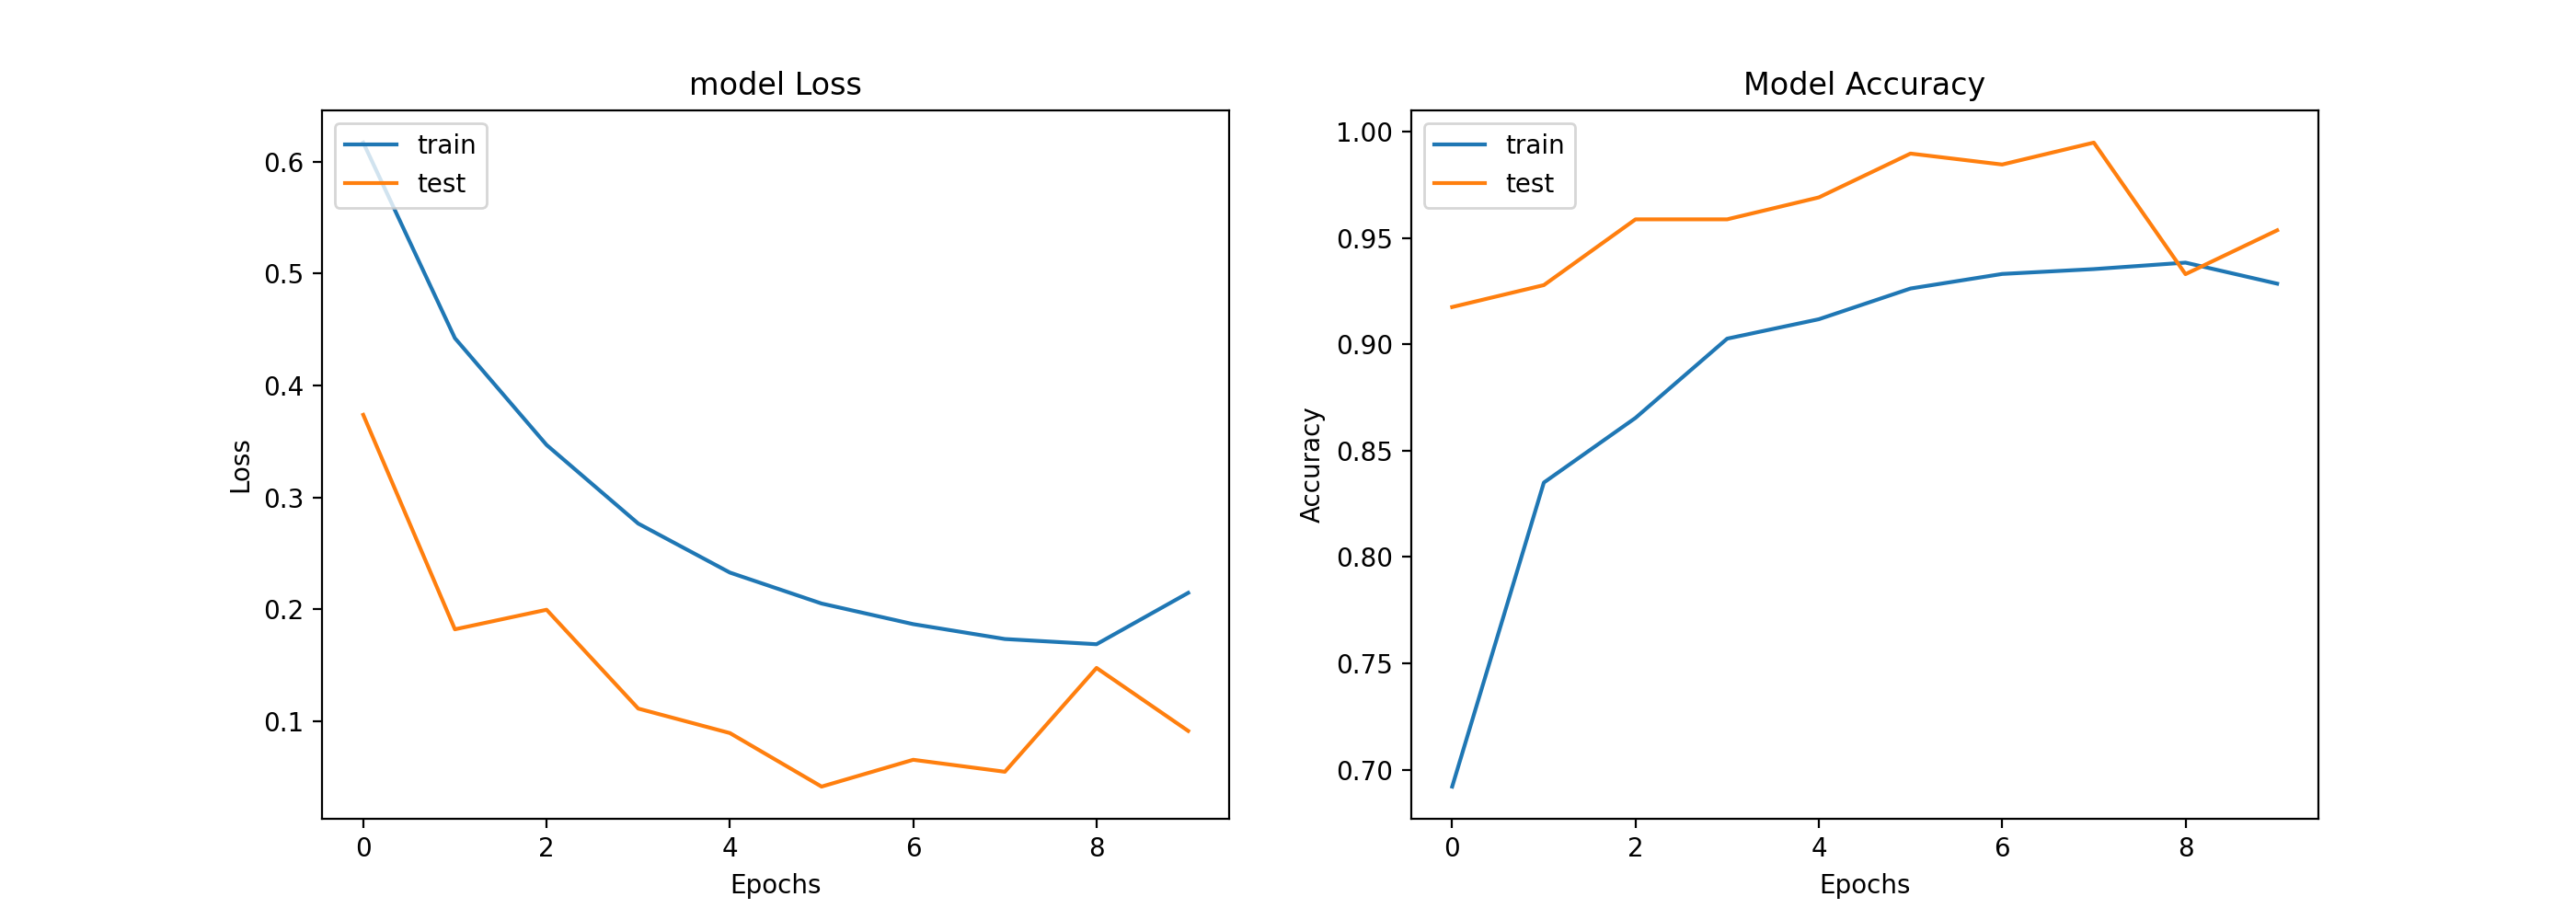 model Loss
train
test
0.6
0.5
0.4
0.3
0.2
0.1
Loss
0 2 4 6 8
Epochs
Model Accuracy
train
test
1.00
0.95
0.90
0.85
0.80
0.75
0.70
Accuracy
0 2 4 6 8
Epochs